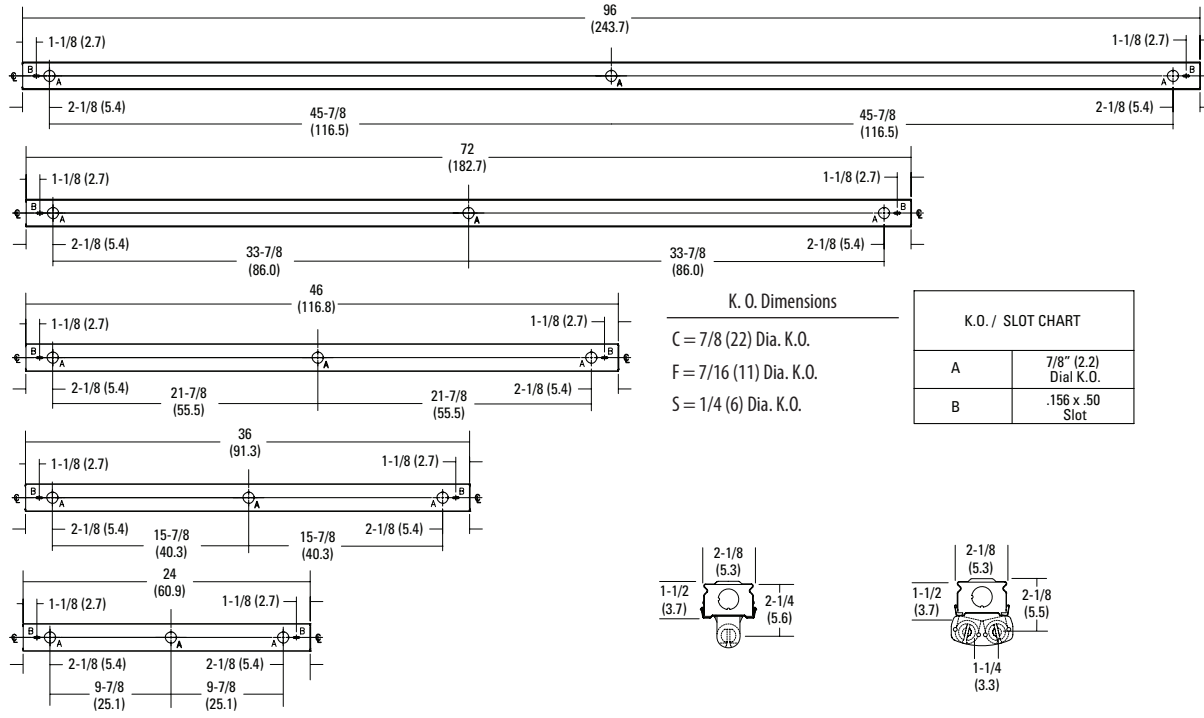 96
(243.7)
1-1/8 (2.7)
1-1/8 (2.7)
B
A
A
A
B
℄
2-1/8 (5.4)
45-7/8
(116.5)
45-7/8
(116.5)
2-1/8 (5.4)
72
(182.7)
1-1/8 (2.7)
1-1/8 (2.7)
℄
B
A
A
A
B
℄
2-1/8 (5.4)
33-7/8
(86.0)
33-7/8
(86.0)
2-1/8 (5.4)
46
(116.8)
1-1/8 (2.7)
1-1/8 (2.7)
℄
B
A
A
A
B
℄
2-1/8 (5.4)
21-7/8
(55.5)
21-7/8
(55.5)
2-1/8 (5.4)
K. O. Dimensions
C = 7/8 (22) Dia. K.O.
F = 7/16 (11) Dia. K.O.
S = 1/4 (6) Dia. K.O.
K.O. / SLOT CHART
A
7/8" (2.2)
Dial K.O.
B
.156 x .50
Slot
36
(91.3)
1-1/8 (2.7)
1-1/8 (2.7)
℄
B
A
A
A
B
℄
2-1/8 (5.4)
15-7/8
(40.3)
15-7/8
(40.3)
2-1/8 (5.4)
24
(60.9)
1-1/8 (2.7)
1-1/8 (2.7)
B
A
A
A
B
℄
2-1/8 (5.4)
2-1/8 (5.4)
9-7/8
(25.1)
9-7/8
(25.1)
2-1/8
(5.3)
1-1/2
(3.7)
2-1/4
(5.6)
2-1/8
(5.3)
1-1/2
(3.7)
2-1/8
(5.5)
1-1/4
(3.3)